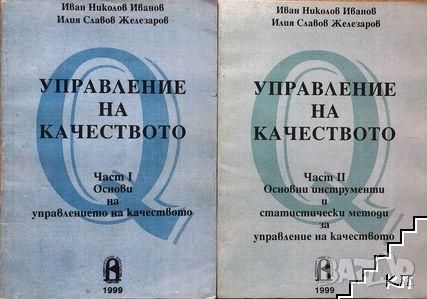 Иван Николов Иванов
Илия Славов Железаров
УПРАВЛЕНИЕ
НА
КАЧЕСТВОТО
Част I
Основи
на
управлението на качеството
1999
Иван Николов Иванов
Илия Славов Железаров
УПРАВЛЕНИЕ
НА
КАЧЕСТВОТО
Част II
Основни инструменти
и
статистически методи
за
управление на качеството
1999